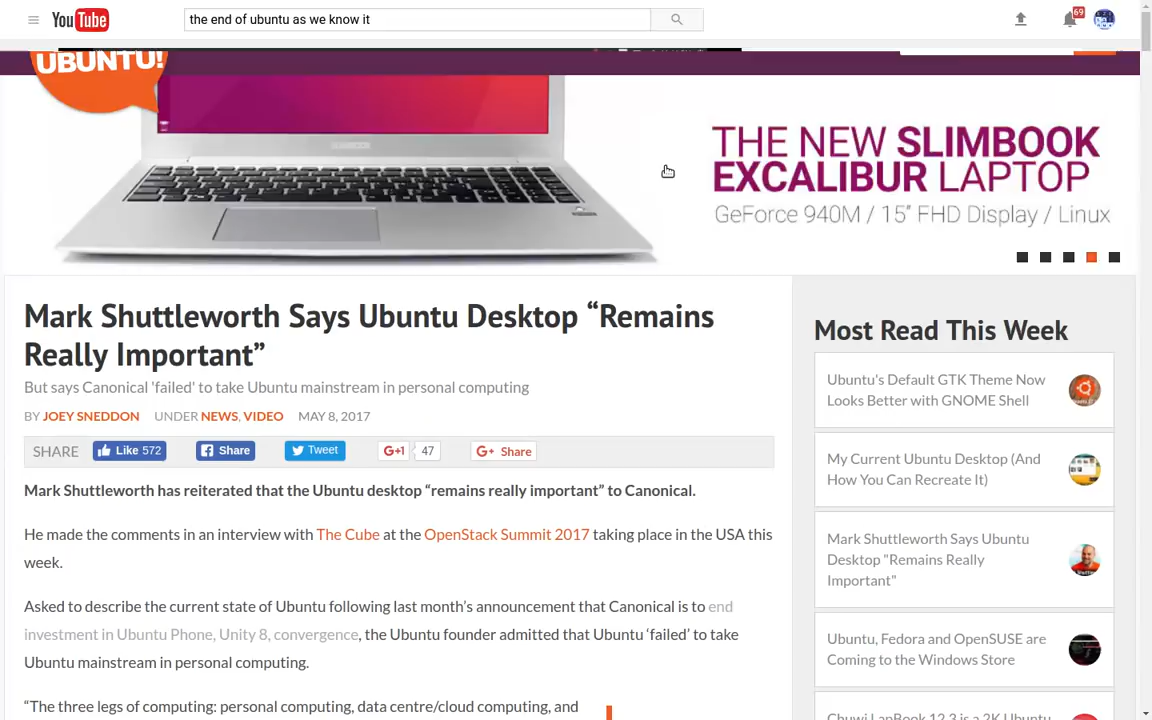 YouTube
the end of ubuntu as we know it
69
UBUNTU!
THE NEW SLIMBOOK
EXCALIBUR LAPTOP
GeForce 940M / 15" FHD Display / Linux
Mark Shuttleworth Says Ubuntu Desktop “Remains
Really Important”
But says Canonical 'failed' to take Ubuntu mainstream in personal computing
BY JOEY SNEDDON UNDER NEWS, VIDEO MAY 8, 2017
SHARE Like 572 Share Tweet G+1 47 G+ Share
Mark Shuttleworth has reiterated that the Ubuntu desktop “remains really important” to Canonical.
He made the comments in an interview with The Cube at the OpenStack Summit 2017 taking place in the USA this
week.
Asked to describe the current state of Ubuntu following last month’s announcement that Canonical is to end
investment in Ubuntu Phone, Unity 8, convergence, the Ubuntu founder admitted that Ubuntu ‘failed’ to take
Ubuntu mainstream in personal computing.
“The three legs of computing: personal computing, data centre/cloud computing, and
Most Read This Week
Ubuntu's Default GTK Theme Now
Looks Better with GNOME Shell
My Current Ubuntu Desktop (And
How You Can Recreate It)
Mark Shuttleworth Says Ubuntu
Desktop "Remains Really
Important"
Ubuntu, Fedora and OpenSUSE are
Coming to the Windows Store
Chuwi LapBook 12.3 is a 2K Ubuntu